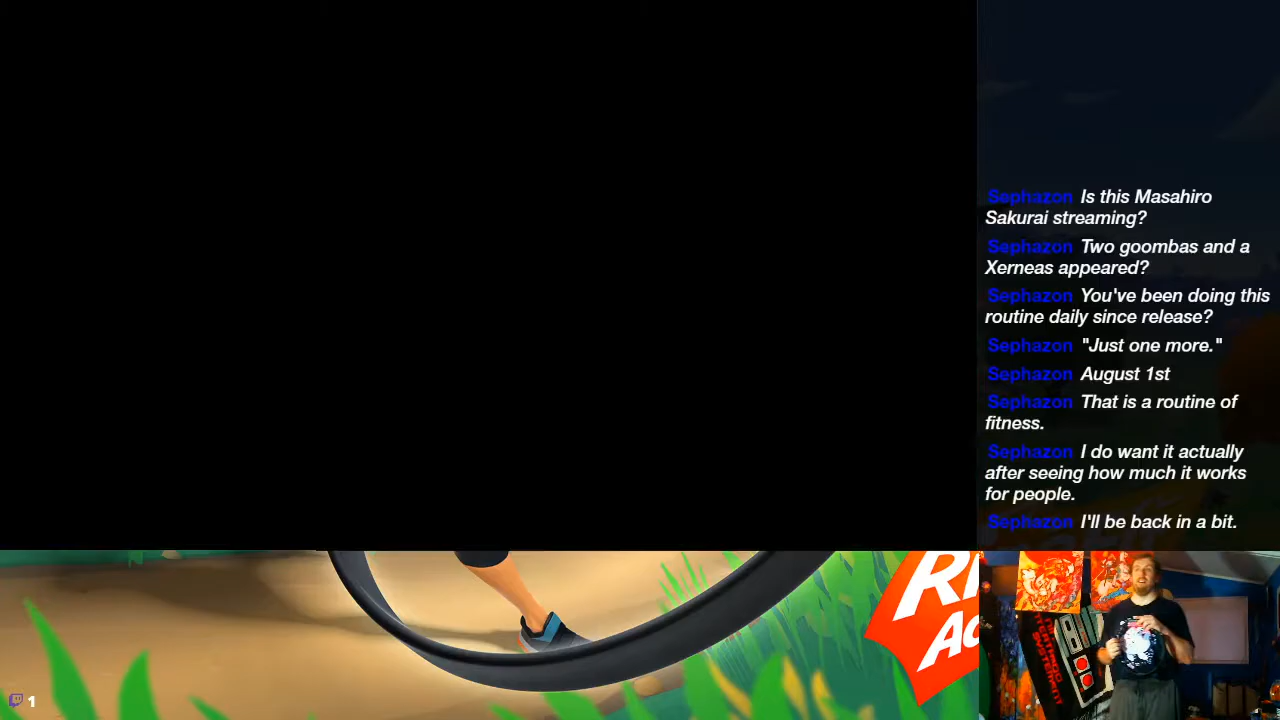 Sephazon Is this Masahiro
Sakurai streaming?
Sephazon Two goombas and a
Xerneas appeared?
Sephazon You've been doing this
routine daily since release?
Sephazon "Just one more."
Sephazon August 1st
Sephazon That is a routine of
fitness.
Sephazon I do want it actually
after seeing how much it works
for people.
Sephazon I'll be back in a bit.
1